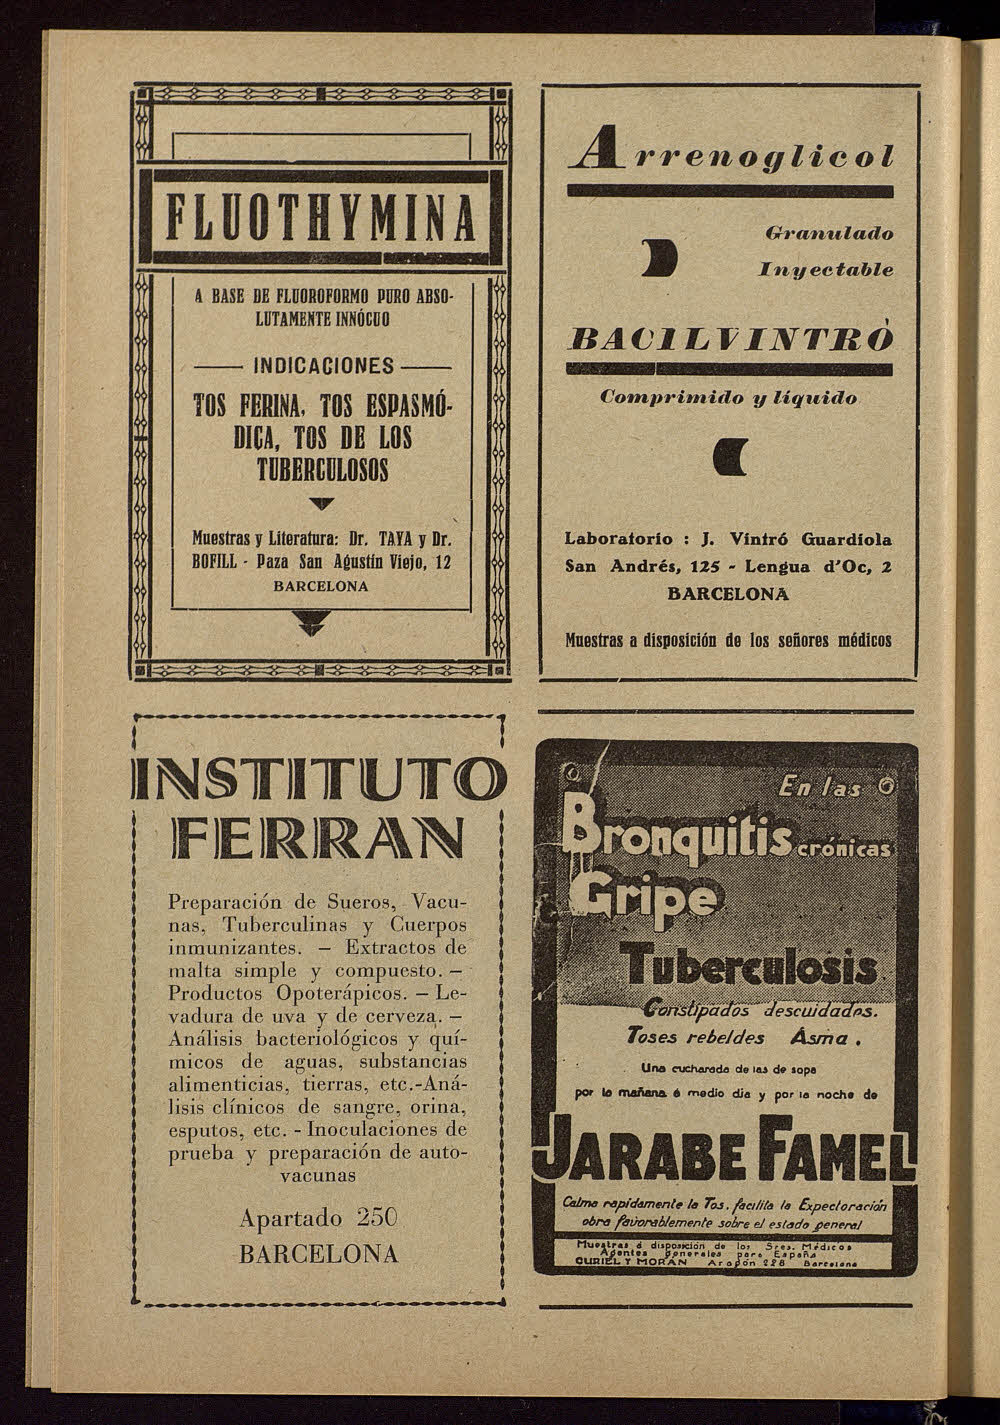 FLUOTHYMINA
A BASE DE FLUOROFORMO PURO ABSO-
LUTAMENTE INNÓCUO
INDICACIONES
TOS FERINA, TOS ESPASMÓ-
DICA, TOS DE LOS
TUBERCULOSOS
Muestras y Literatura: Dr. TAYA y Dr.
BOFILL - Paza San Agustín Viejo, 12
BARCELONA
Arrenoglicol
Granulado
Inyectable
BACILVINTRÓ
Comprimido y líquido
Laboratorio : J. Vintró Guardiola
San Andrés, 125 - Lengua d'Oc, 2
BARCELONA
Muestras a disposición de los señores médicos
INSTITUTO
FERRAN
Preparación de Sueros, Vacu-
nas, Tuberculinas y Cuerpos
inmunizantes. — Extractos de
malta simple y compuesto. —
Productos Opoterápicos. — Le-
vadura de uva y de cerveza. —
Análisis bacteriológicos y quí-
micos de aguas, substancias
alimenticias, tierras, etc.-Aná-
lisis clínicos de sangre, orina,
esputos, etc. - Inoculaciones de
prueba y preparación de auto-
vacunas
Apartado 250
BARCELONA
En las
Bronquitis crónicas
Gripe
Tuberculosis
Constipados descuidados.
Toses rebeldes Asma.
Una cucharada de las de sopa
por la mañana á medio dia y por la noche de
JARABE FAMEL
Calma rapidamente la Tos, facilita la Expectoración
obra favorablemente sobre el estado general
Muestras á disposición de los Sres. Médicos
Agentes generales para España
CURIEL Y MORAN Aragón 228 Barcelona